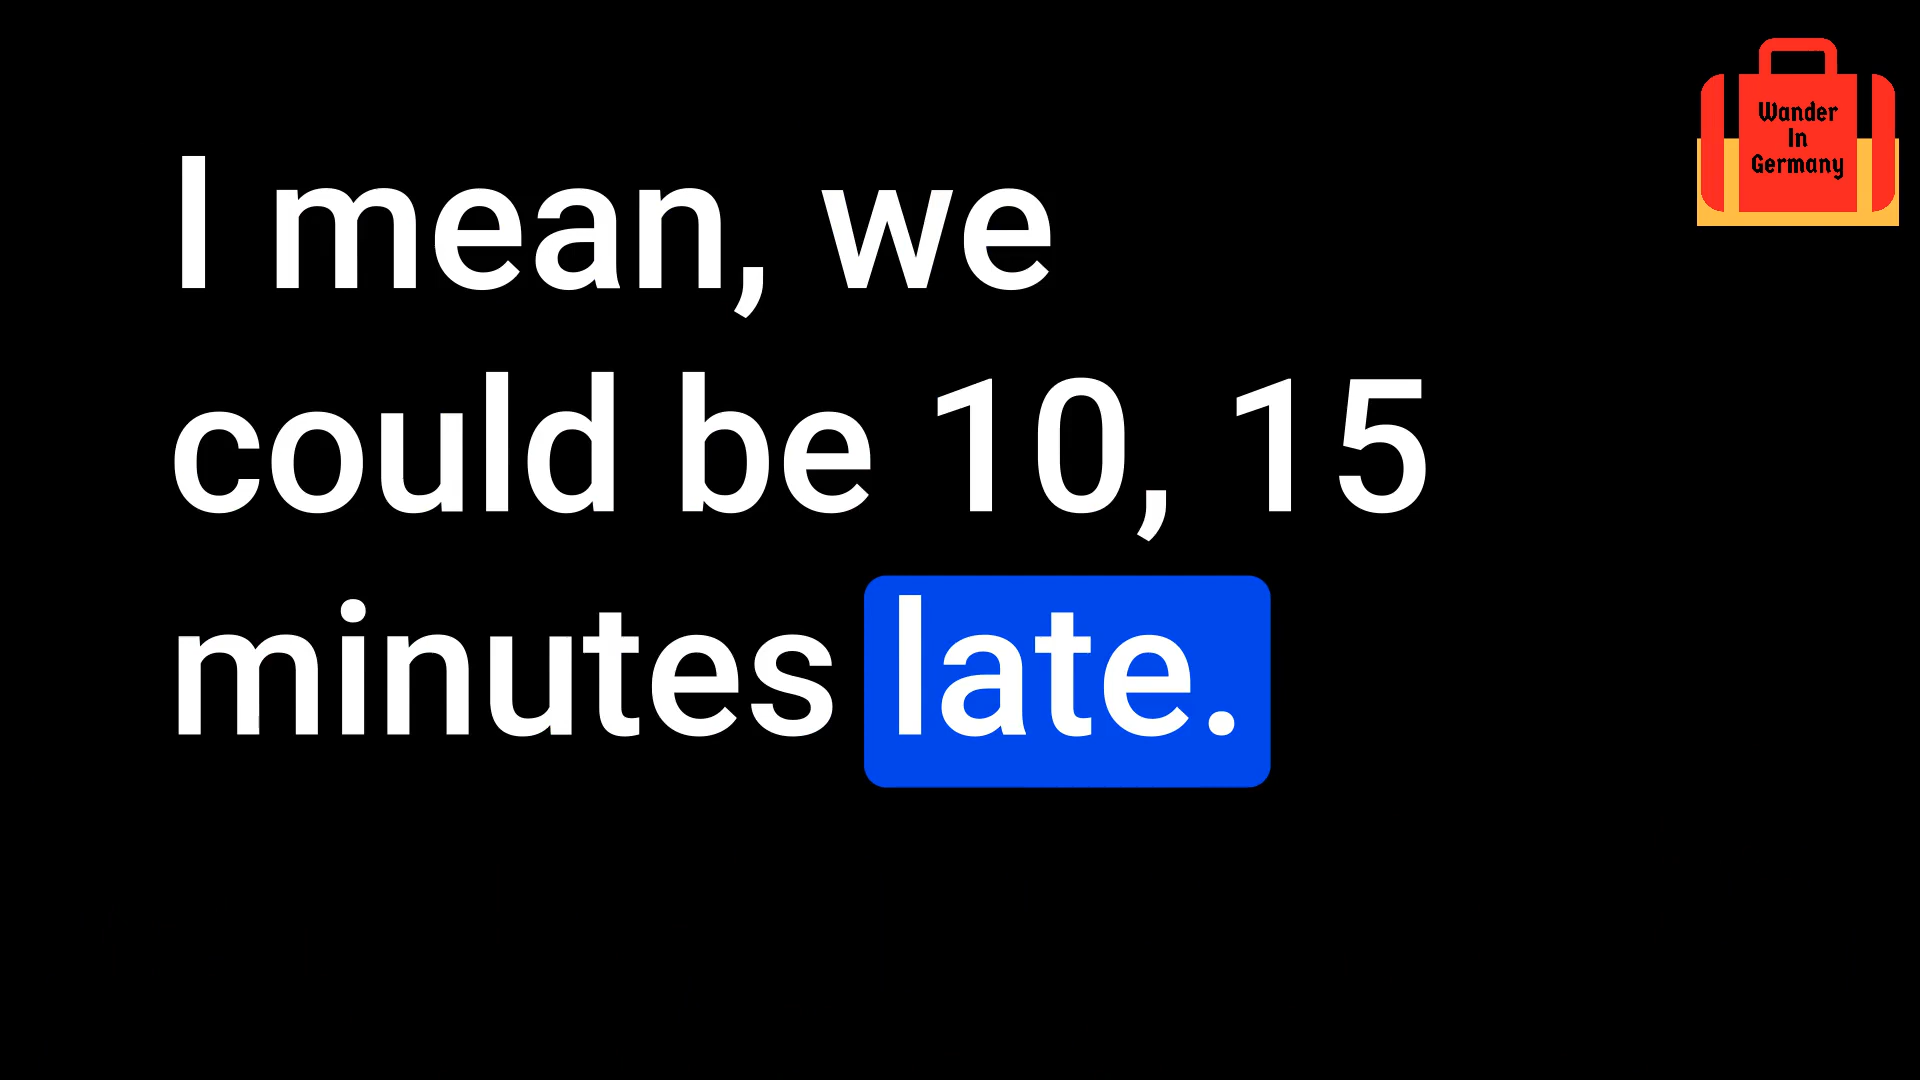 I mean, we
could be 10, 15
minutes late.
Wander
In
Germany